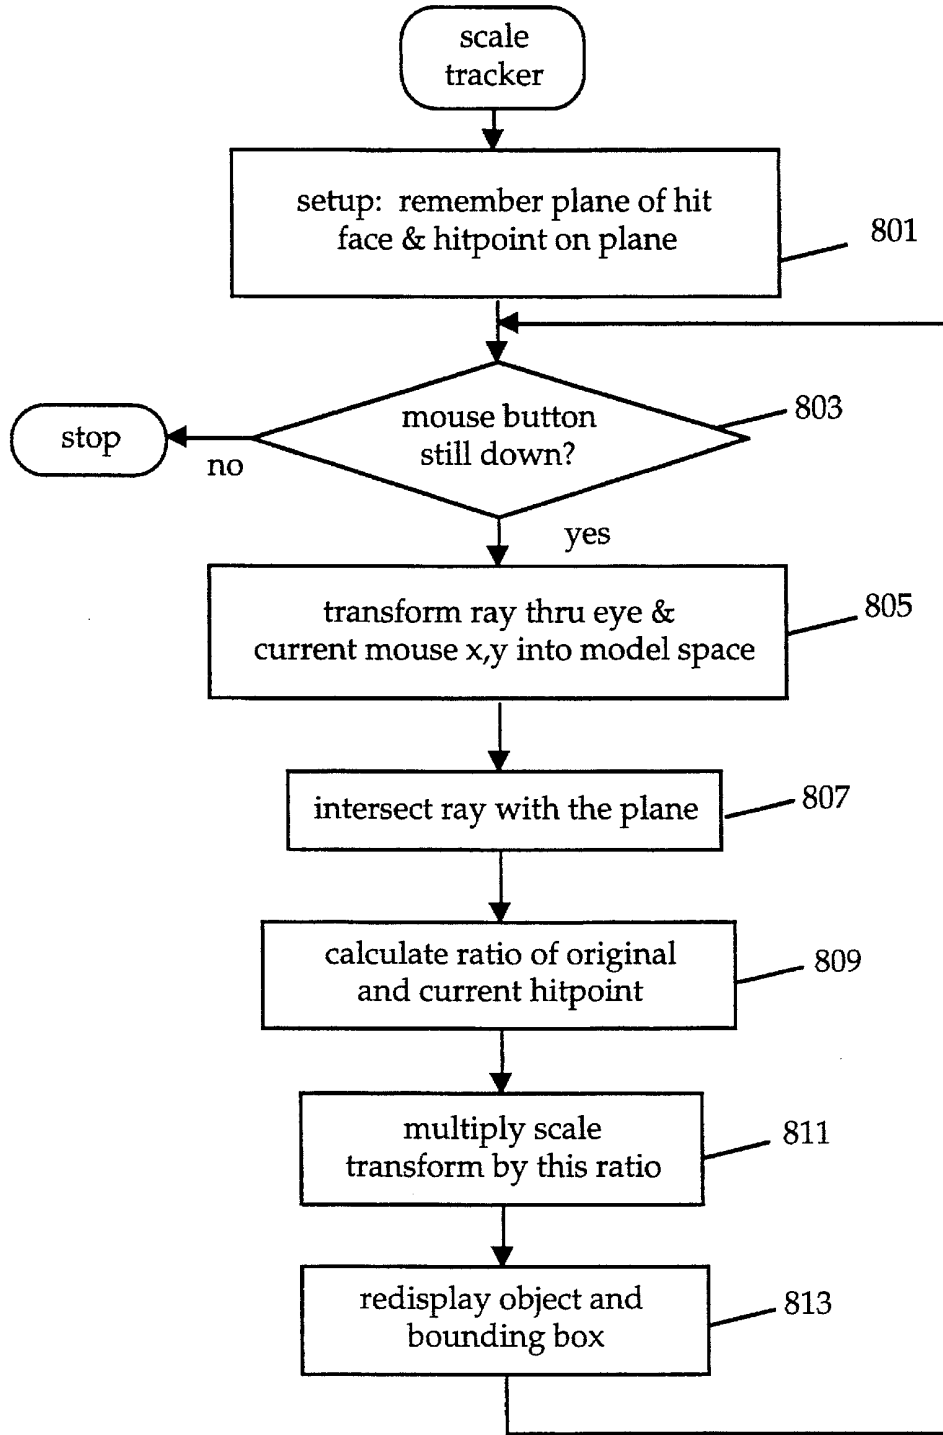 scale
tracker
setup: remember plane of hit
face & hitpoint on plane
801
mouse button
still down?
803
stop
no
yes
transform ray thru eye &
current mouse x,y into model space
805
intersect ray with the plane
807
calculate ratio of original
and current hitpoint
809
multiply scale
transform by this ratio
811
redisplay object and
bounding box
813